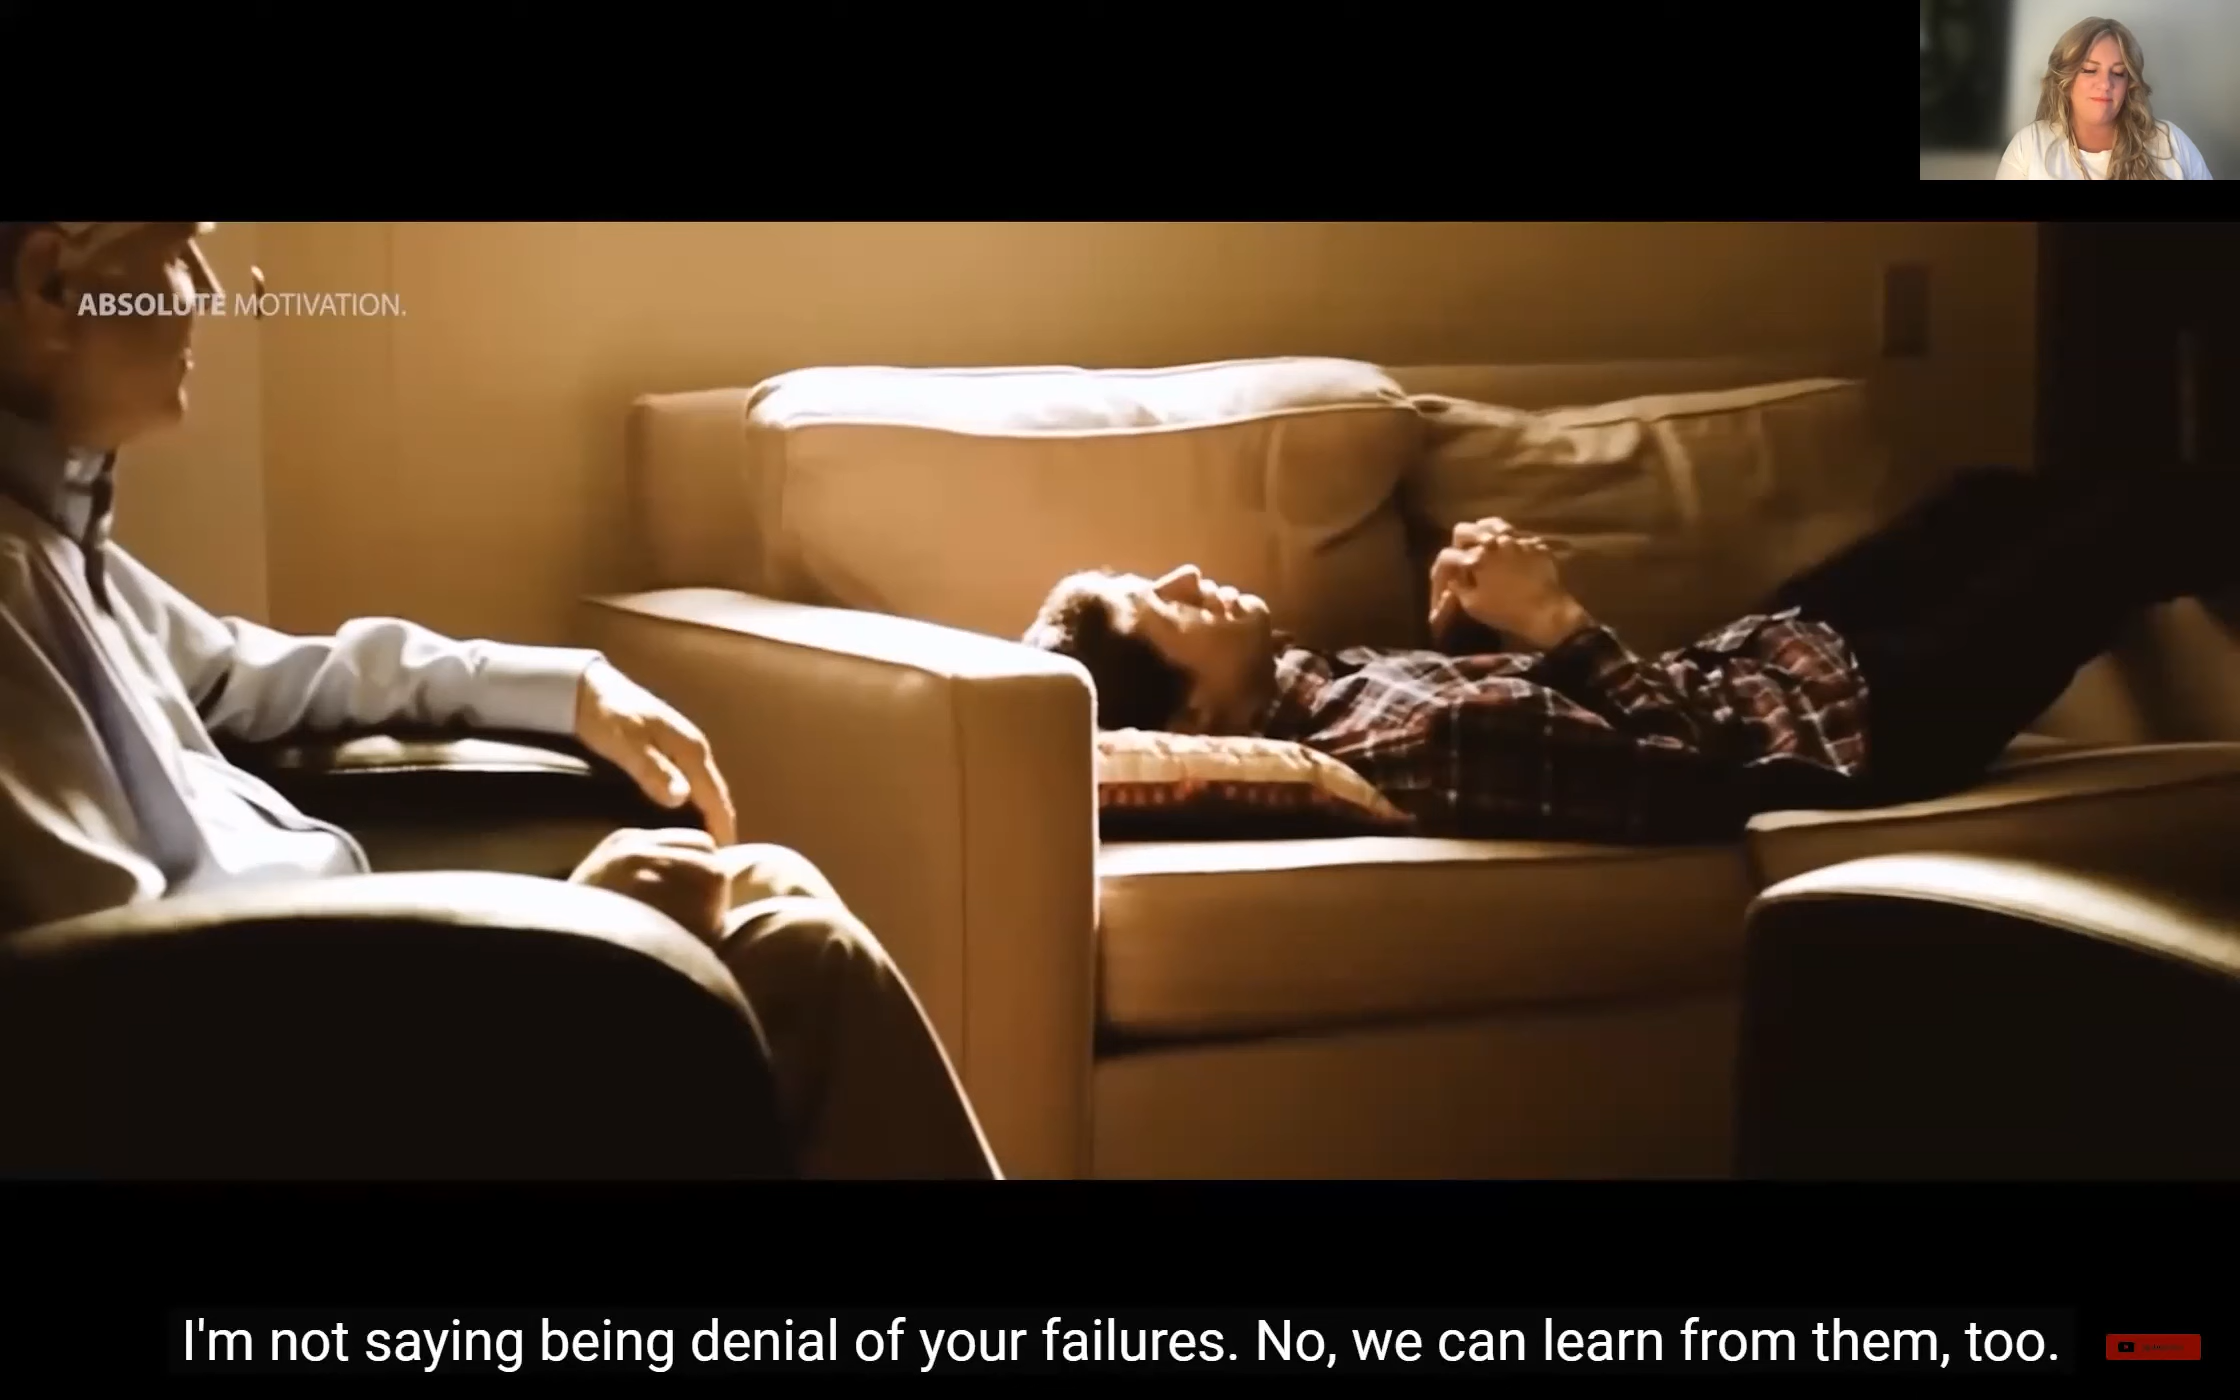 ABSOLUTE MOTIVATION.
I'm not saying being denial of your failures. No, we can learn from them, too.